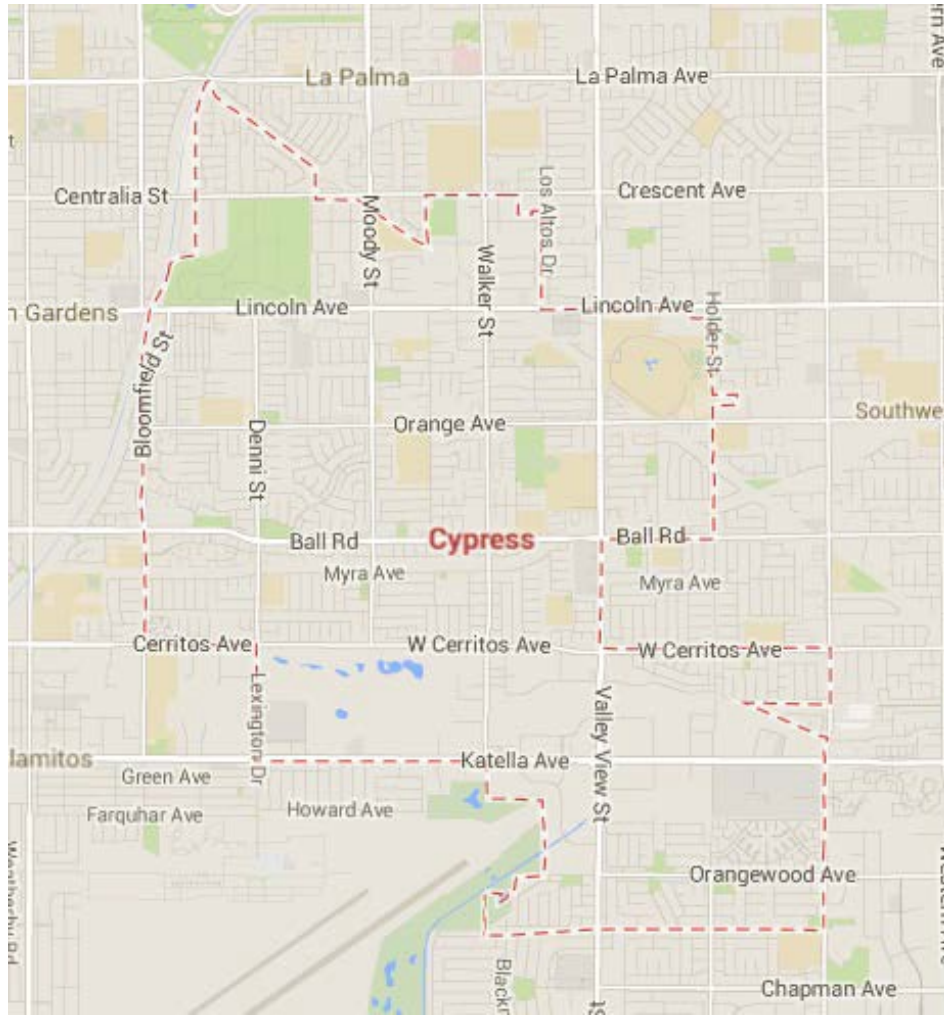 La Palma
La Palma Ave
ern Ave
t
Centralia St
Los Altos Dr
Crescent Ave
Moody St
Walker St
n Gardens
Lincoln Ave
Lincoln Ave
Holder St
Bloomfield St
Orange Ave
Southwe
Denni St
Ball Rd
Cypress
Ball Rd
Myra Ave
Myra Ave
Cerritos Ave
W Cerritos Ave
W Cerritos Ave
Lexington Dr
Valley View St
lamitos
Katella Ave
Green Ave
Howard Ave
Farquhar Ave
Orangewood Ave
Chapman Ave